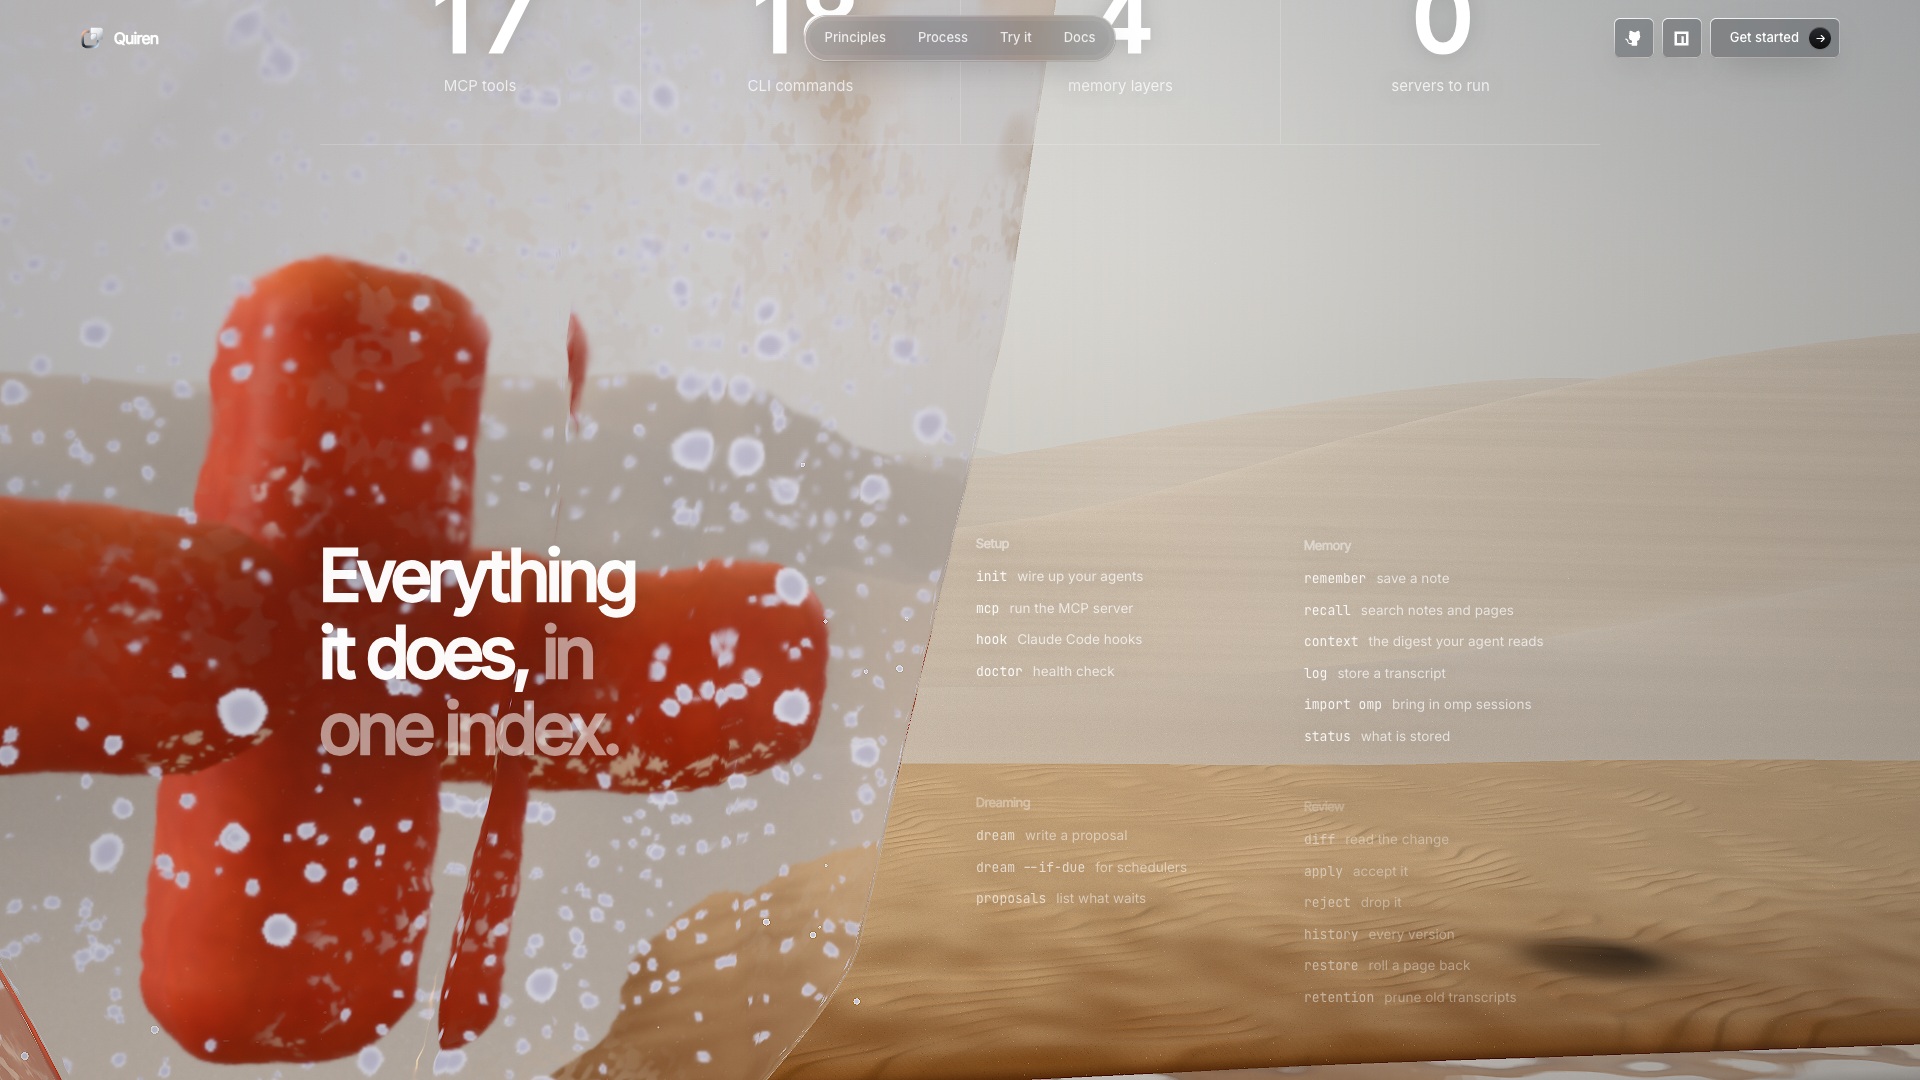 Quiren
Principles
Process
Try it
Docs
Get started
17
MCP tools
18
CLI commands
4
memory layers
0
servers to run
Everything
it does, in
one index.
Setup
init wire up your agents
mcp run the MCP server
hook Claude Code hooks
doctor health check
Memory
remember save a note
recall search notes and pages
context the digest your agent reads
log store a transcript
import omp bring in omp sessions
status what is stored
Dreaming
dream write a proposal
dream --if-due for schedulers
proposals list what waits
Review
diff read the change
apply accept it
reject drop it
history every version
restore roll a page back
retention prune old transcripts